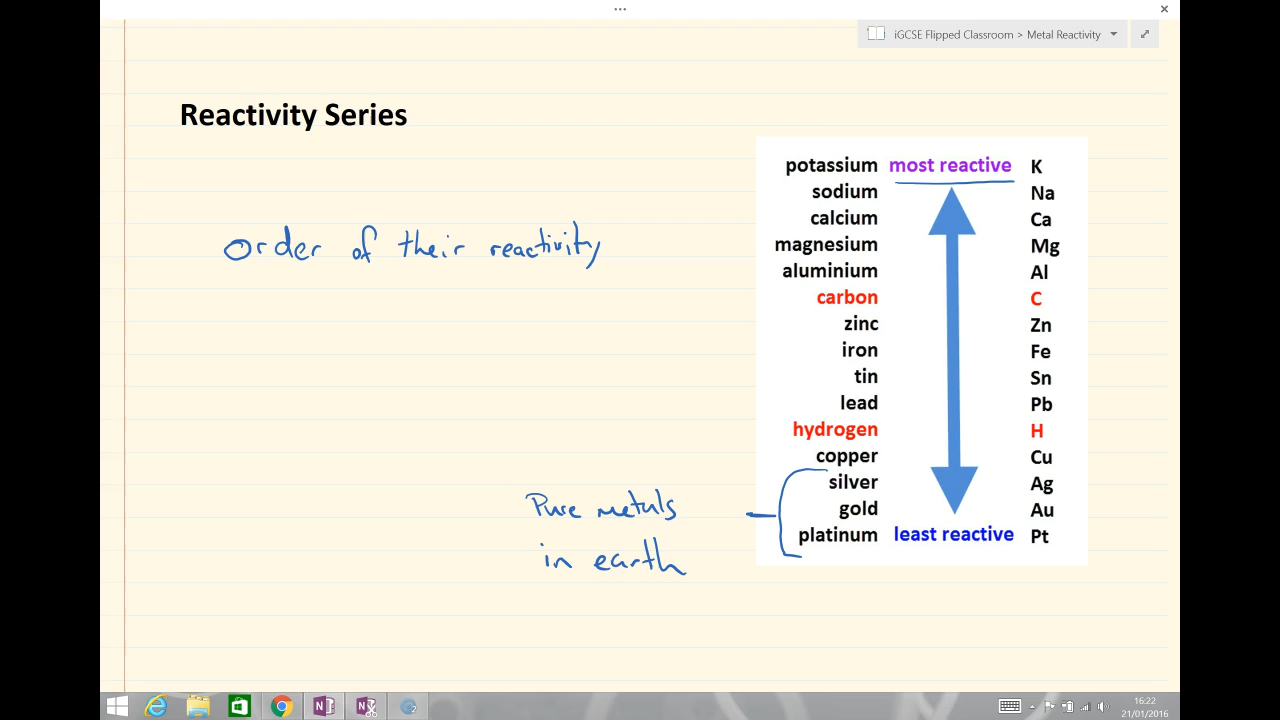 iGCSE Flipped Classroom > Metal Reactivity
Reactivity Series
potassium most reactive K
sodium Na
calcium Ca
Order of their reactivity
magnesium Mg
aluminium Al
carbon C
zinc Zn
iron Fe
tin Sn
lead Pb
hydrogen H
copper Cu
silver Ag
Pure metals
gold Au
platinum least reactive Pt
in earth
16:22
21/01/2016